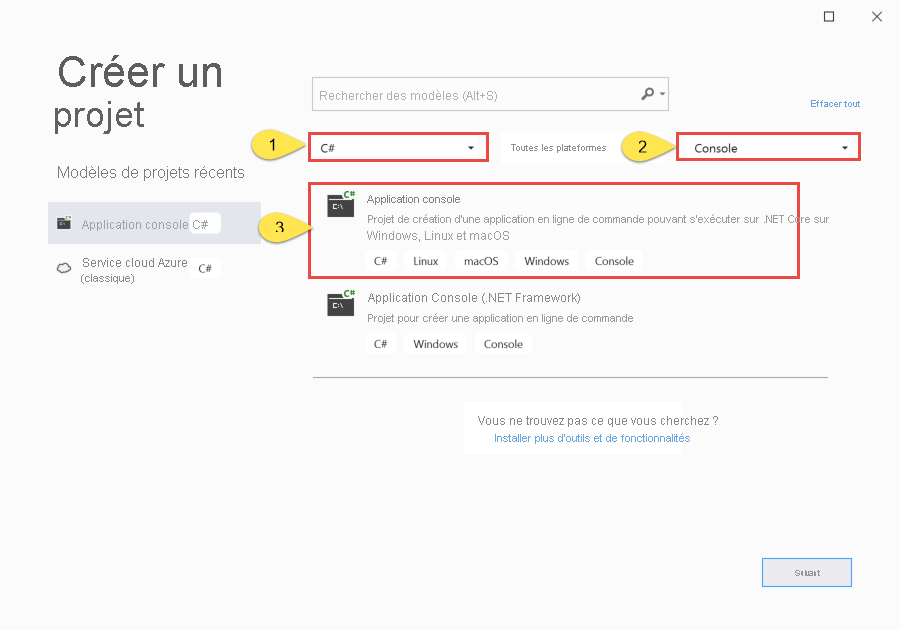 Créer un
projet
Rechercher des modèles (Alt+S)
Effacer tout
1
C#
Toutes les plateformes
2
Console
Modèles de projets récents
Application console C#
Service cloud Azure
(classique)
C#
3
C#
Application console
Projet de création d'une application en ligne de commande pouvant s'exécuter sur .NET Core sur
Windows, Linux et macOS
C# Linux macOS Windows Console
C#
Application Console (.NET Framework)
Projet pour créer une application en ligne de commande
C# Windows Console
Vous ne trouvez pas ce que vous cherchez ?
Installer plus d'outils et de fonctionnalités
Suivant